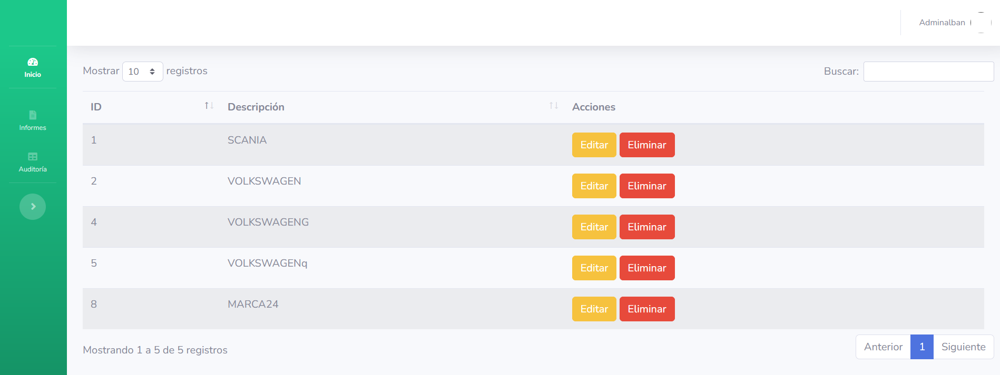 Adminalban
Inicio
Informes
Auditoría
Mostrar 10 registros
Buscar:
ID Descripción Acciones
1 SCANIA Editar Eliminar
2 VOLKSWAGEN Editar Eliminar
4 VOLKSWAGENG Editar Eliminar
5 VOLKSWAGENq Editar Eliminar
8 MARCA24 Editar Eliminar
Mostrando 1 a 5 de 5 registros
Anterior 1 Siguiente